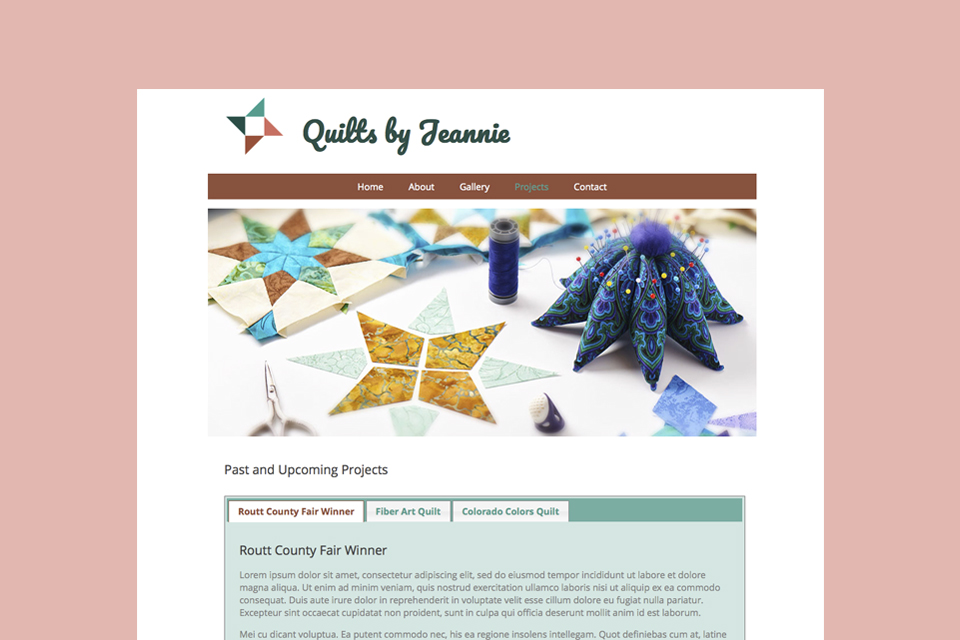 Quilts by Jeannie
Home About Gallery Projects Contact
Past and Upcoming Projects
Routt County Fair Winner Fiber Art Quilt Colorado Colors Quilt
Routt County Fair Winner
Lorem ipsum dolor sit amet, consectetur adipiscing elit, sed do eiusmod tempor incididunt ut labore et dolore
magna aliqua. Ut enim ad minim veniam, quis nostrud exercitation ullamco laboris nisi ut aliquip ex ea commodo
consequat. Duis aute irure dolor in reprehenderit in voluptate velit esse cillum dolore eu fugiat nulla pariatur.
Excepteur sint occaecat cupidatat non proident, sunt in culpa qui officia deserunt mollit anim id est laborum.
Mei cu dicant voluptua. Ea putent commodo nec, his ea regione insolens intellegam. Quot definiebas cum at, latine